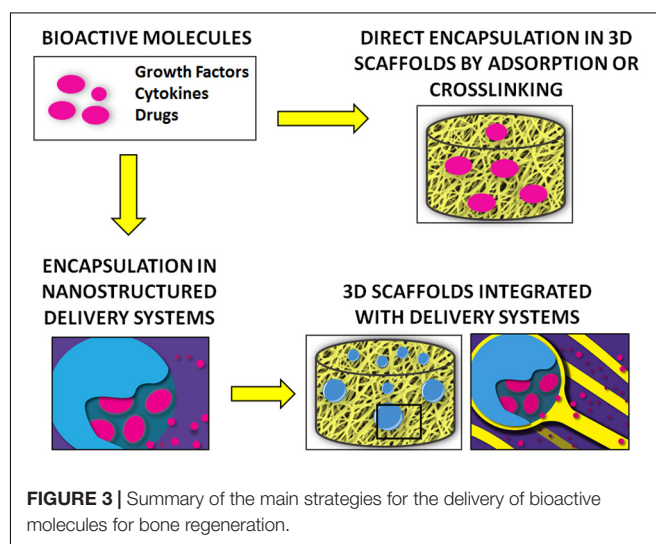 BIOACTIVE MOLECULES
Growth Factors
Cytokines
Drugs
DIRECT ENCAPSULATION IN 3D
SCAFFOLDS BY ADSORPTION OR
CROSSLINKING
ENCAPSULATION IN
NANOSTRUCTURED
DELIVERY SYSTEMS
3D SCAFFOLDS INTEGRATED
WITH DELIVERY SYSTEMS
FIGURE 3 | Summary of the main strategies for the delivery of bioactive
molecules for bone regeneration.